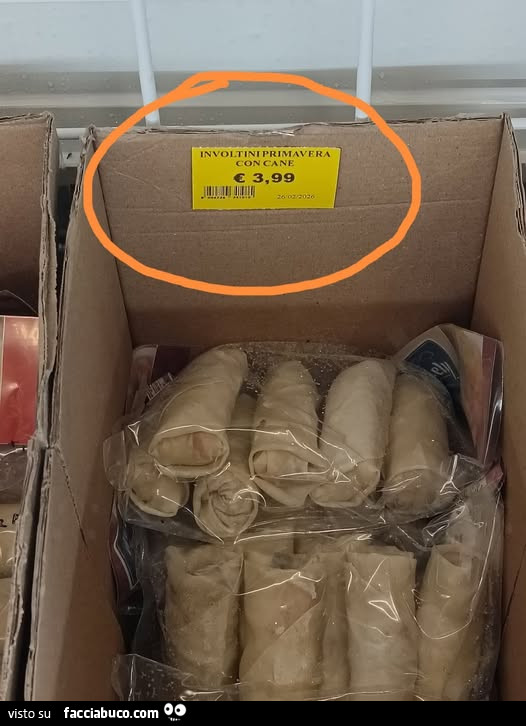 INVOLTINI PRIMAVERA
CON CANE
€ 3,99
26/02/2026
visto su facciabuco.com